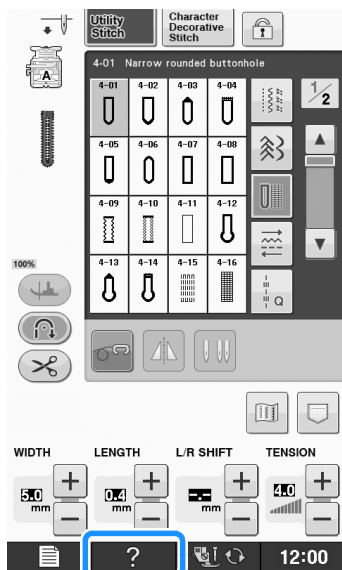 Utility
Stitch
Character
Decorative
Stitch
A
4-01 Narrow rounded buttonhole
1/2
4-01 4-02 4-03 4-04
4-05 4-06 4-07 4-08
4-09 4-10 4-11 4-12
4-13 4-14 4-15 4-16
Q
100%
WIDTH LENGTH L/R SHIFT TENSION
5.0 mm + −
0.4 mm + −
-.- mm + −
4.0 + −
? 12:00